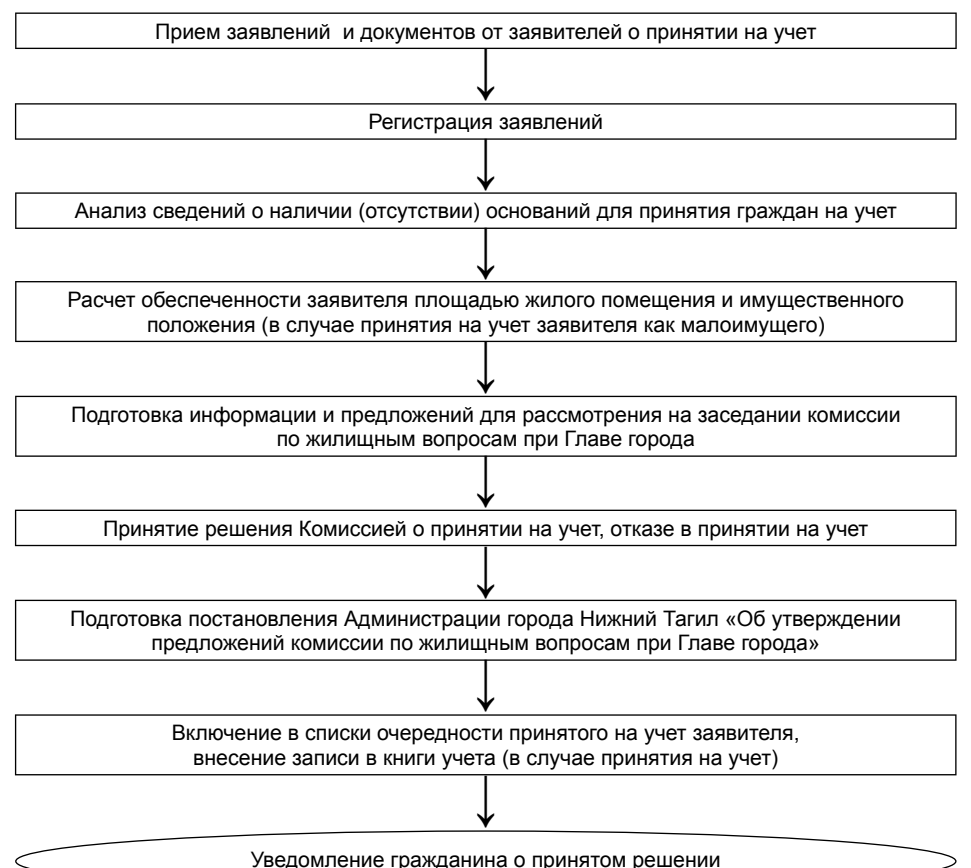 Прием заявлений и документов от заявителей о принятии на учет
Регистрация заявлений
Анализ сведений о наличии (отсутствии) оснований для принятия граждан на учет
Расчет обеспеченности заявителя площадью жилого помещения и имущественного
положения (в случае принятия на учет заявителя как малоимущего)
Подготовка информации и предложений для рассмотрения на заседании комиссии
по жилищным вопросам при Главе города
Принятие решения Комиссией о принятии на учет, отказе в принятии на учет
Подготовка постановления Администрации города Нижний Тагил «Об утверждении
предложений комиссии по жилищным вопросам при Главе города»
Включение в списки очередности принятого на учет заявителя,
внесение записи в книги учета (в случае принятия на учет)
Уведомление гражданина о принятом решении